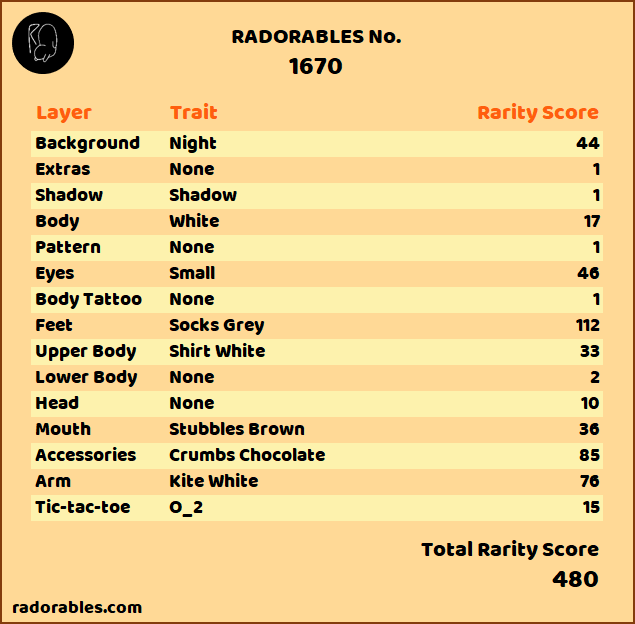 RADORABLES No.
1670
Layer Trait Rarity Score
Background Night 44
Extras None 1
Shadow Shadow 1
Body White 17
Pattern None 1
Eyes Small 46
Body Tattoo None 1
Feet Socks Grey 112
Upper Body Shirt White 33
Lower Body None 2
Head None 10
Mouth Stubbles Brown 36
Accessories Crumbs Chocolate 85
Arm Kite White 76
Tic-tac-toe O_2 15
Total Rarity Score
480
radorables.com